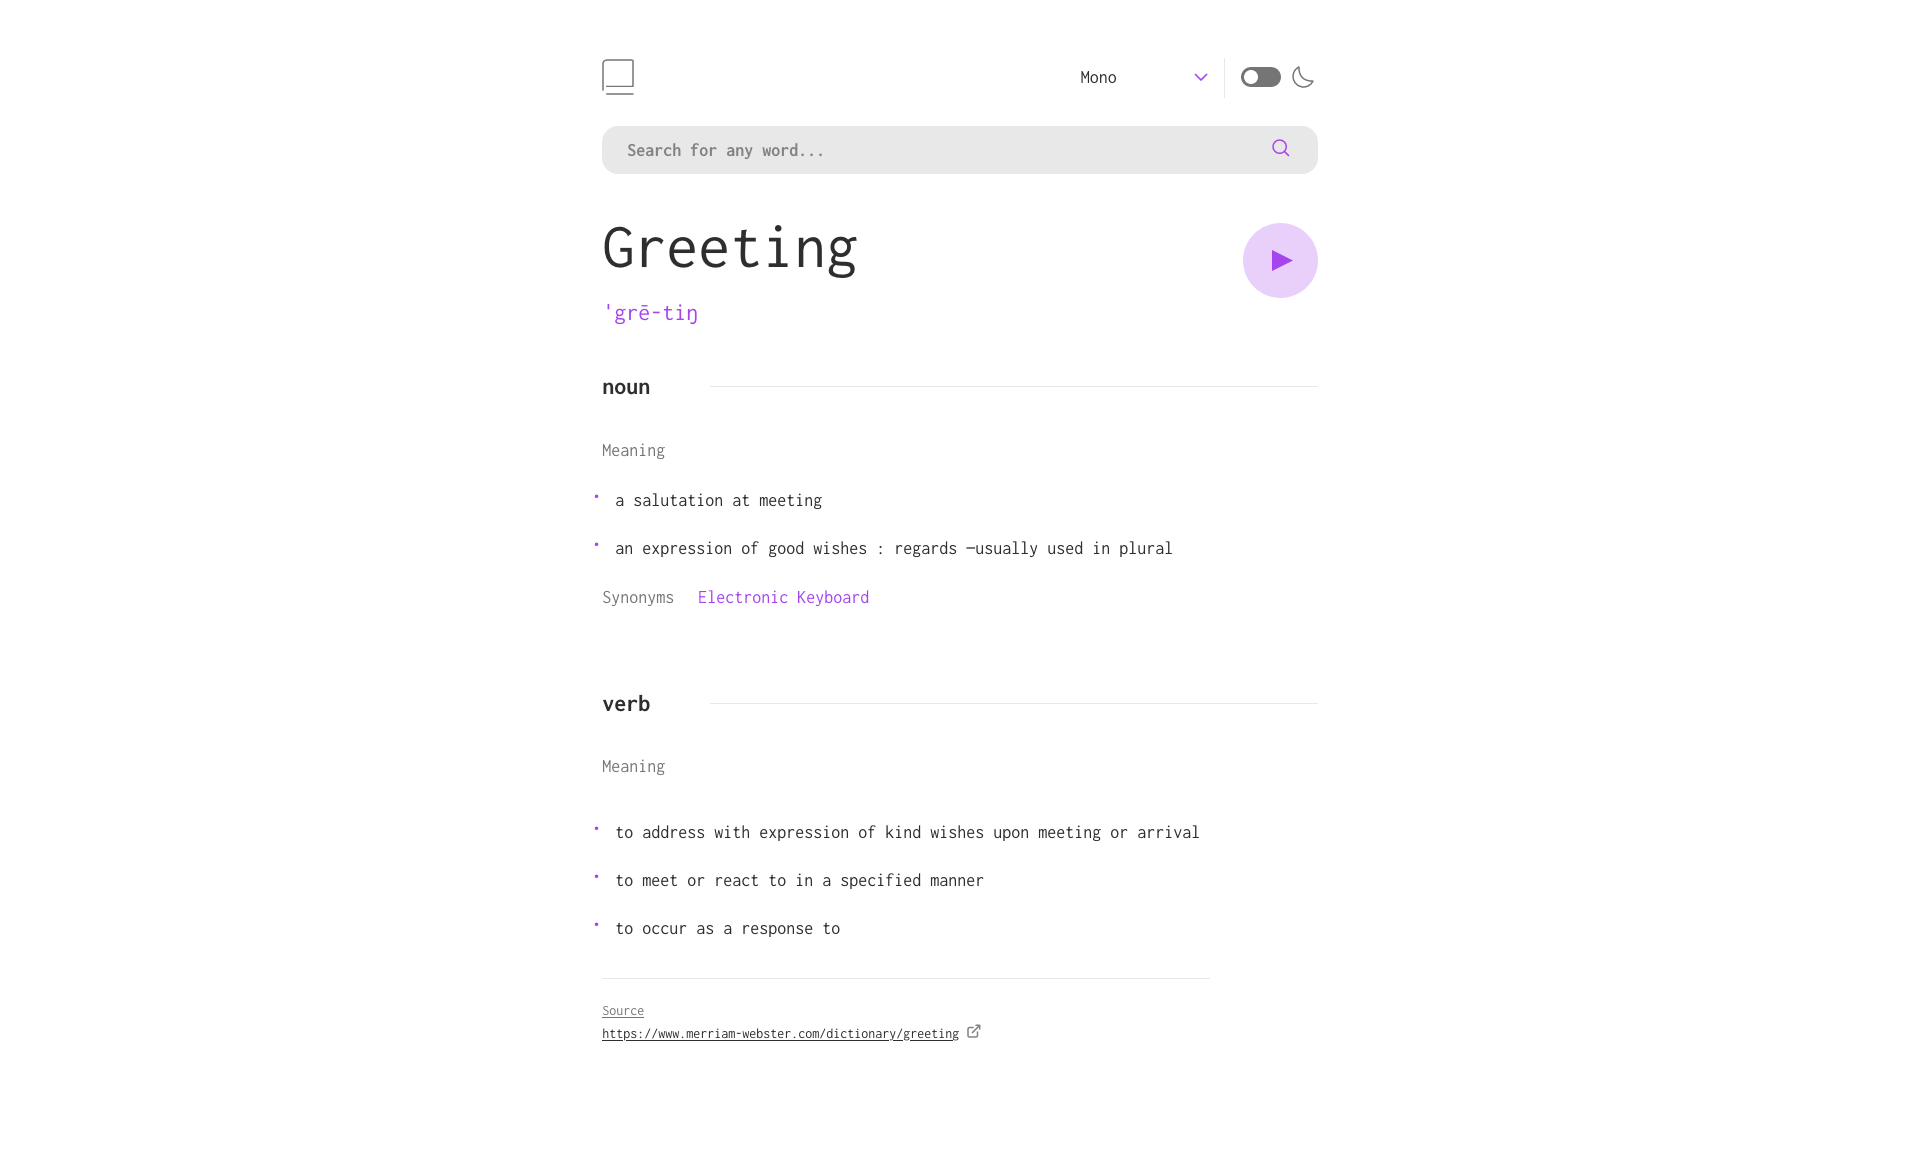 Mono
Search for any word...
Greeting
ˈgrē-tiŋ
noun
Meaning
a salutation at meeting
an expression of good wishes : regards —usually used in plural
Synonyms Electronic Keyboard
verb
Meaning
to address with expression of kind wishes upon meeting or arrival
to meet or react to in a specified manner
to occur as a response to
Source
https://www.merriam-webster.com/dictionary/greeting